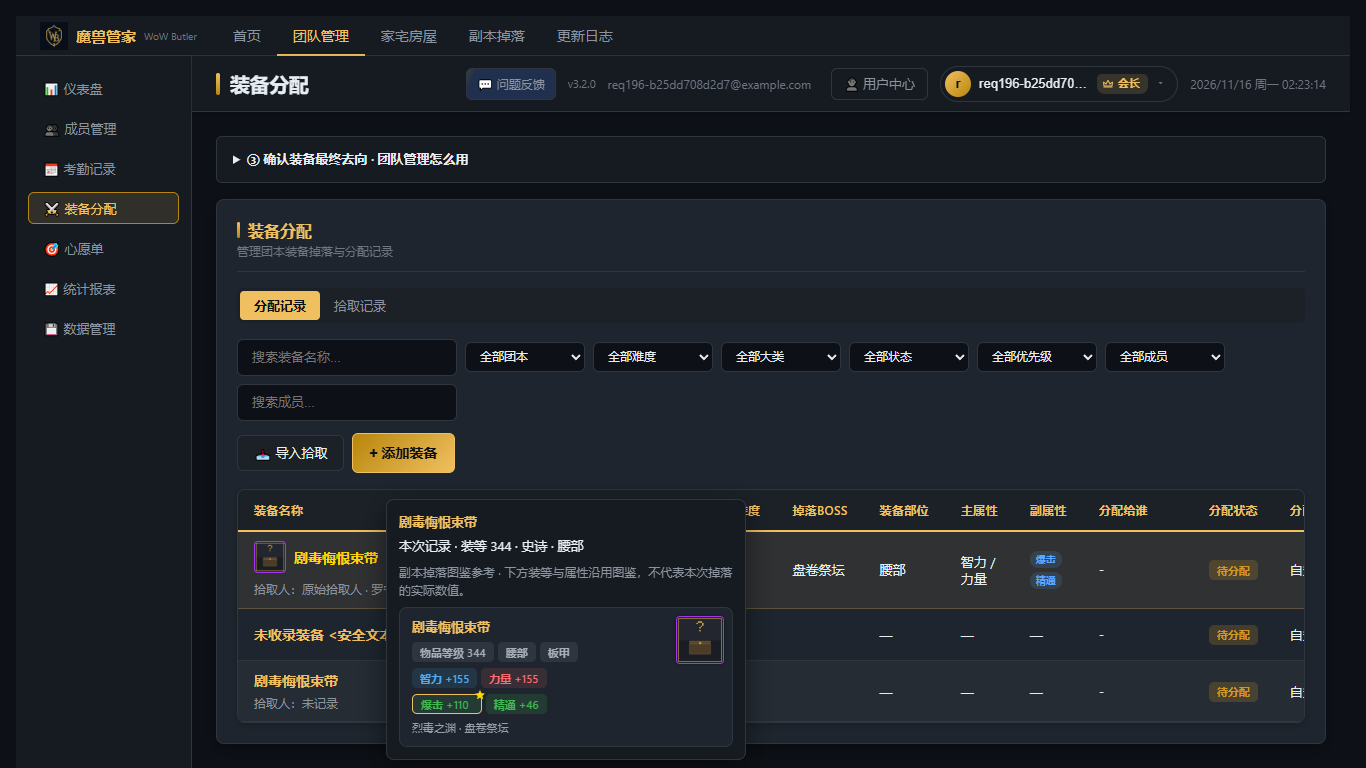 魔兽管家 WoW Butler 首页 团队管理 家宅房屋 副本掉落 更新日志
仪表盘
成员管理
考勤记录
装备分配
心愿单
统计报表
数据管理
装备分配
问题反馈 v3.2.0 req196-b25dd708d2d7@example.com 用户中心 r req196-b25dd70... 会长 2026/11/16 周一 02:23:14
③ 确认装备最终去向 · 团队管理怎么用
装备分配
管理团本装备掉落与分配记录
分配记录 拾取记录
搜索装备名称... 全部团本 全部难度 全部大类 全部状态 全部优先级 全部成员
搜索成员...
导入拾取 + 添加装备
装备名称 度 掉落BOSS 装备部位 主属性 副属性 分配给谁 分配状态 分
剧毒悔恨束带 盘卷祭坛 腰部 智力 / 力量 爆击 精通 - 待分配 自
拾取人：原始拾取人 · 罗
未收录装备 <安全文本 — — — - 待分配 自
剧毒悔恨束带 — — — - 待分配 自
拾取人：未记录
剧毒悔恨束带
本次记录 · 装等 344 · 史诗 · 腰部
副本掉落图鉴参考 · 下方装等与属性沿用图鉴，不代表本次掉落
的实际数值。
剧毒悔恨束带
物品等级 344 腰部 板甲
智力 +155 力量 +155
爆击 +110 精通 +46
烈毒之渊 · 盘卷祭坛